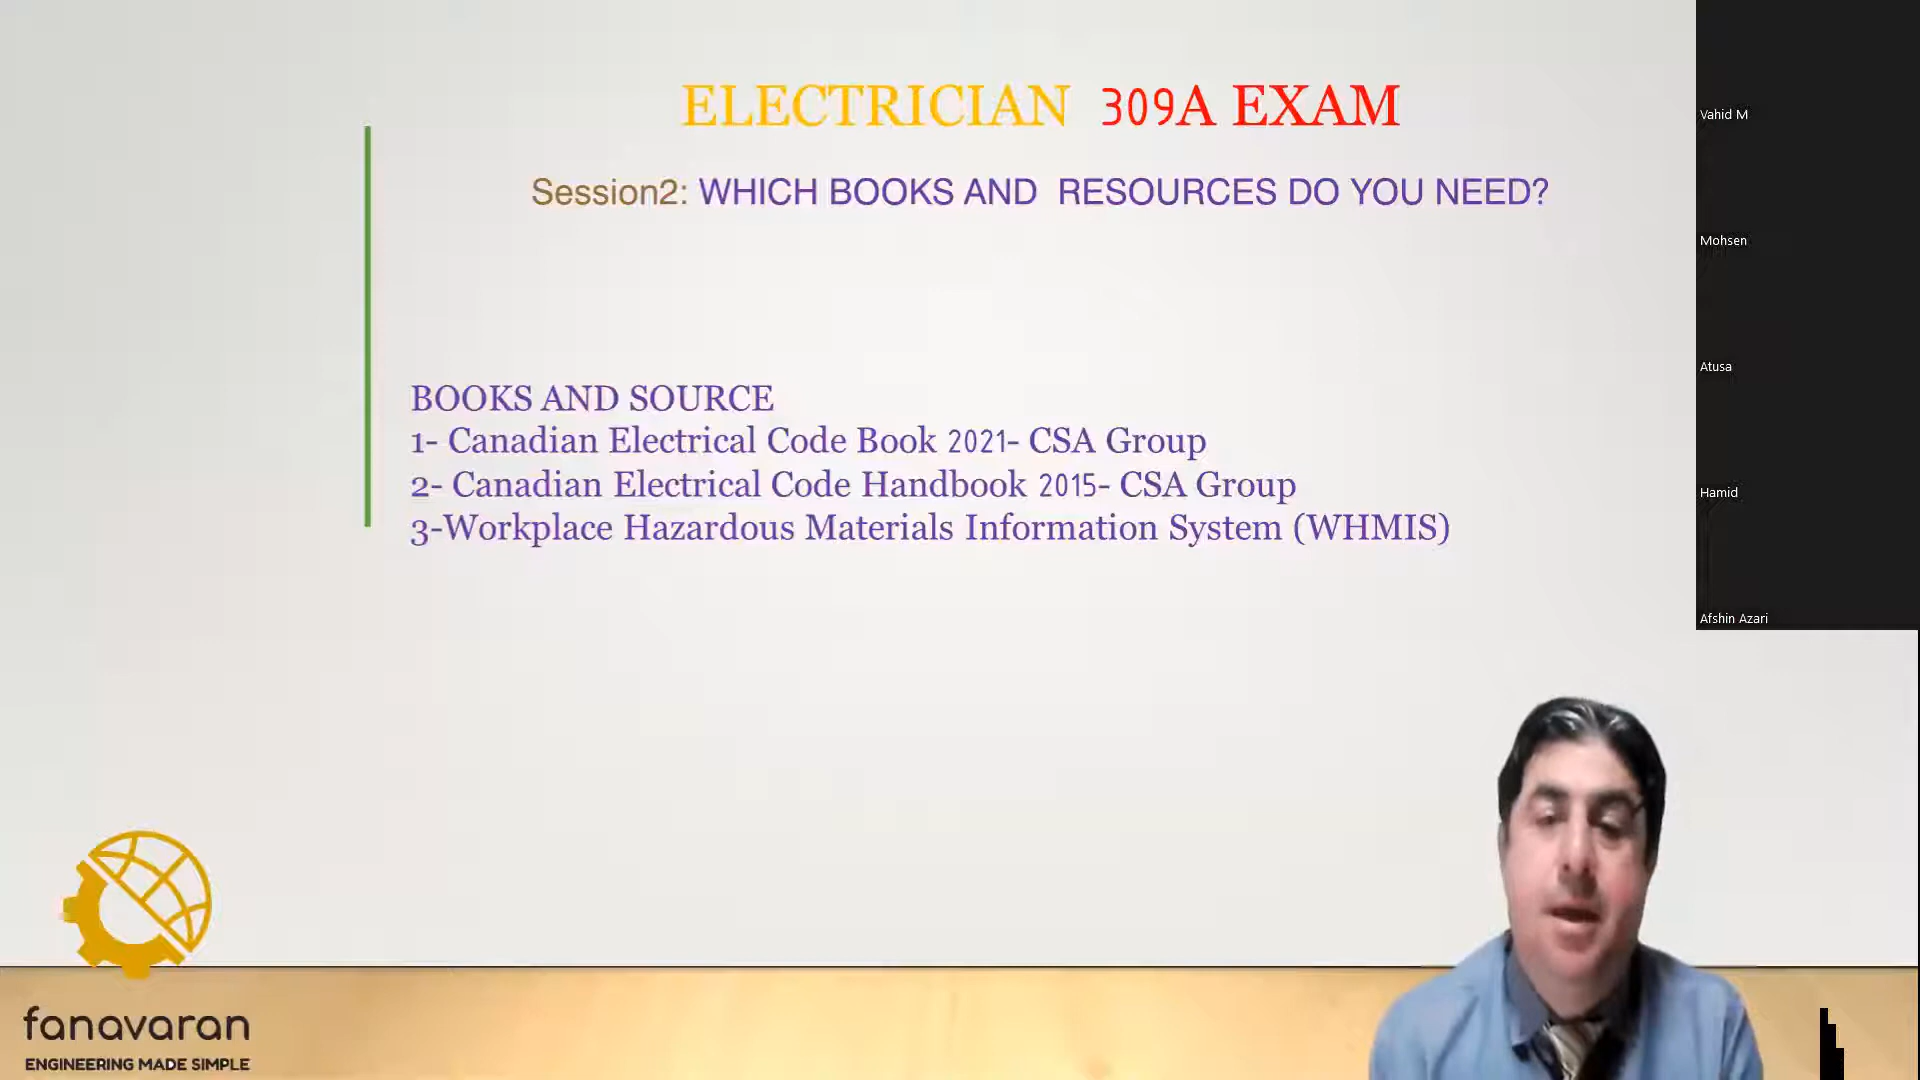 ELECTRICIAN 309A EXAM
Session2: WHICH BOOKS AND RESOURCES DO YOU NEED?
BOOKS AND SOURCE
1- Canadian Electrical Code Book 2021- CSA Group
2- Canadian Electrical Code Handbook 2015- CSA Group
3-Workplace Hazardous Materials Information System (WHMIS)
Vahid M
Mohsen
Atusa
Hamid
Afshin Azari
fanavaran
ENGINEERING MADE SIMPLE